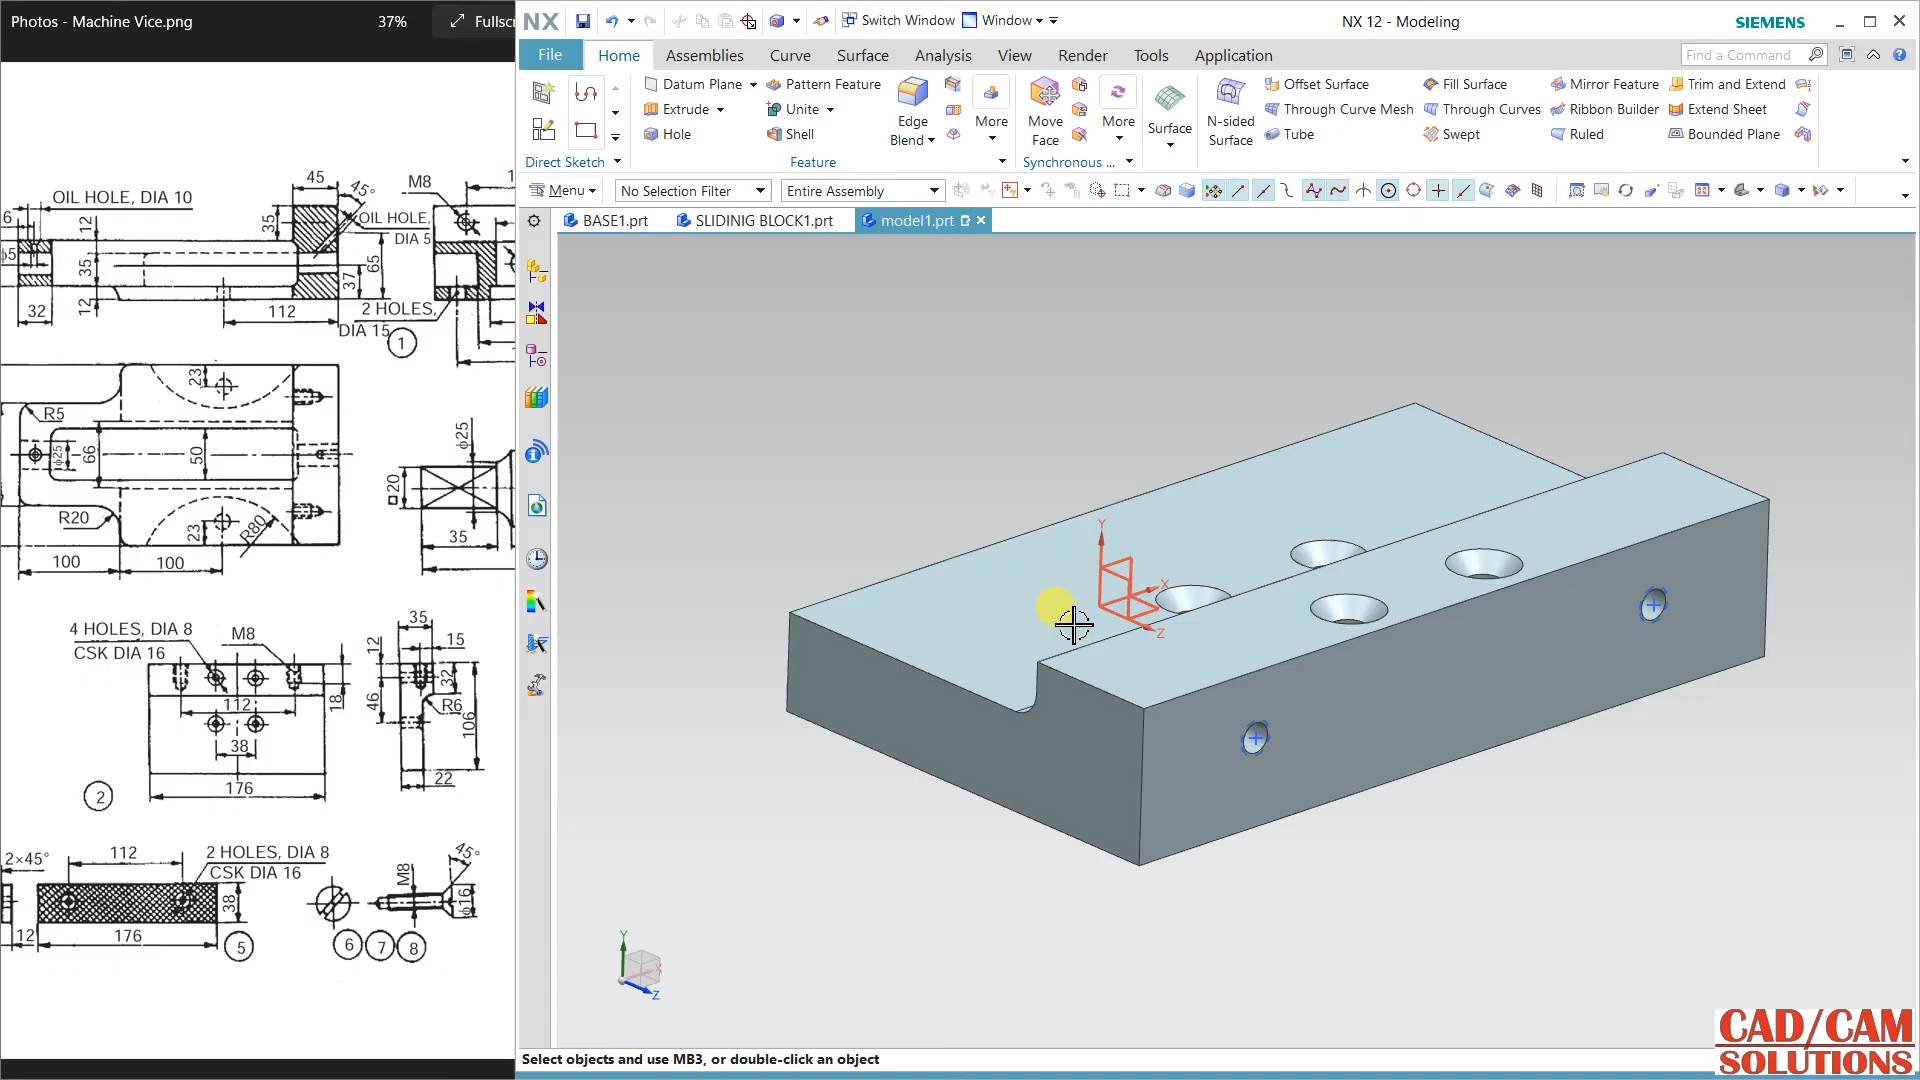 Photos - Machine Vice.png
37%
NX
Switch Window
Window
NX 12 - Modeling
SIEMENS
File
Home
Assemblies
Curve
Surface
Analysis
View
Render
Tools
Application
Find a Command
Datum Plane
Extrude
Hole
Pattern Feature
Unite
Shell
Edge
Blend
More
Move
Face
More
Surface
N-sided
Surface
Offset Surface
Through Curve Mesh
Tube
Fill Surface
Through Curves
Swept
Mirror Feature
Ribbon Builder
Ruled
Trim and Extend
Extend Sheet
Bounded Plane
Direct Sketch
Feature
Synchronous ...
Menu
No Selection Filter
Entire Assembly
BASE1.prt
SLIDINIG BLOCK1.prt
model1.prt
OIL HOLE, DIA 10
45
45°
M8
OIL HOLE,
DIA 5
6
12
35
12
35
65
37
ϕ5
32
112
2 HOLES,
DIA 15
1
R5
23
ϕ25
66
50
R20
23
R80
100
100
ϕ25
20
35
4 HOLES, DIA 8
CSK DIA 16
M8
35
15
12
46
32
R6
106
22
18
112
38
176
2
2×45°
112
2 HOLES, DIA 8
CSK DIA 16
38
12
176
5
M8
45°
ϕ16
6
7
8
Y
X
Z
Y
X
Z
Select objects and use MB3, or double-click an object
CAD/CAM
SOLUTIONS